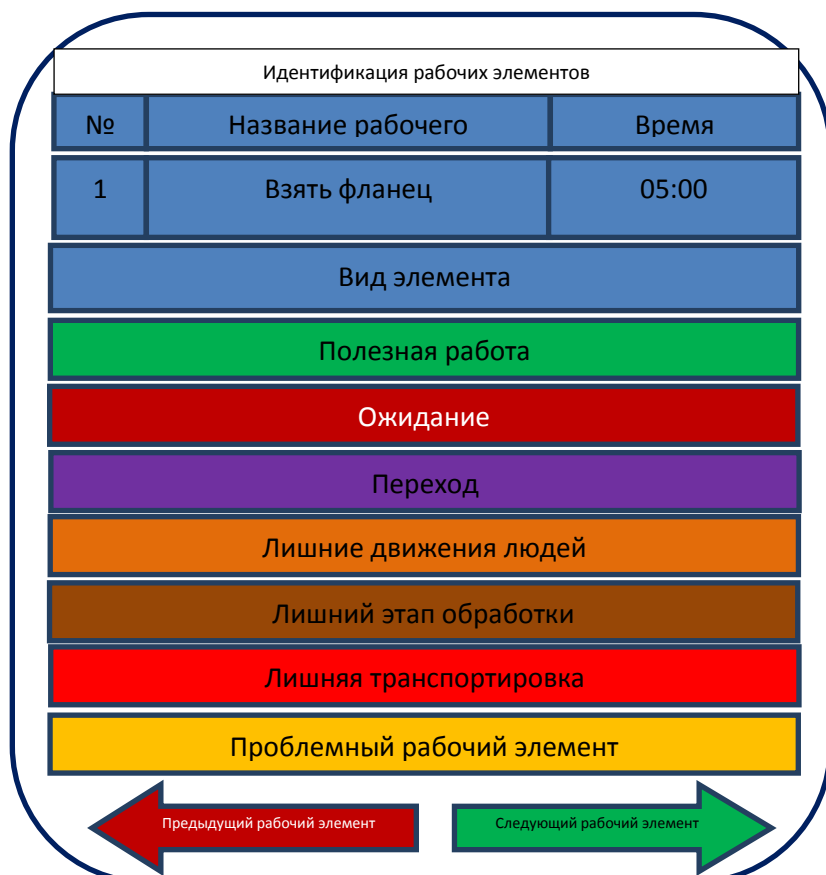 Идентификация рабочих элементов
№ Название рабочего Время
1 Взять фланец 05:00
Вид элемента
Полезная работа
Ожидание
Переход
Лишние движения людей
Лишний этап обработки
Лишняя транспортировка
Проблемный рабочий элемент
Предыдущий рабочий элемент Следующий рабочий элемент